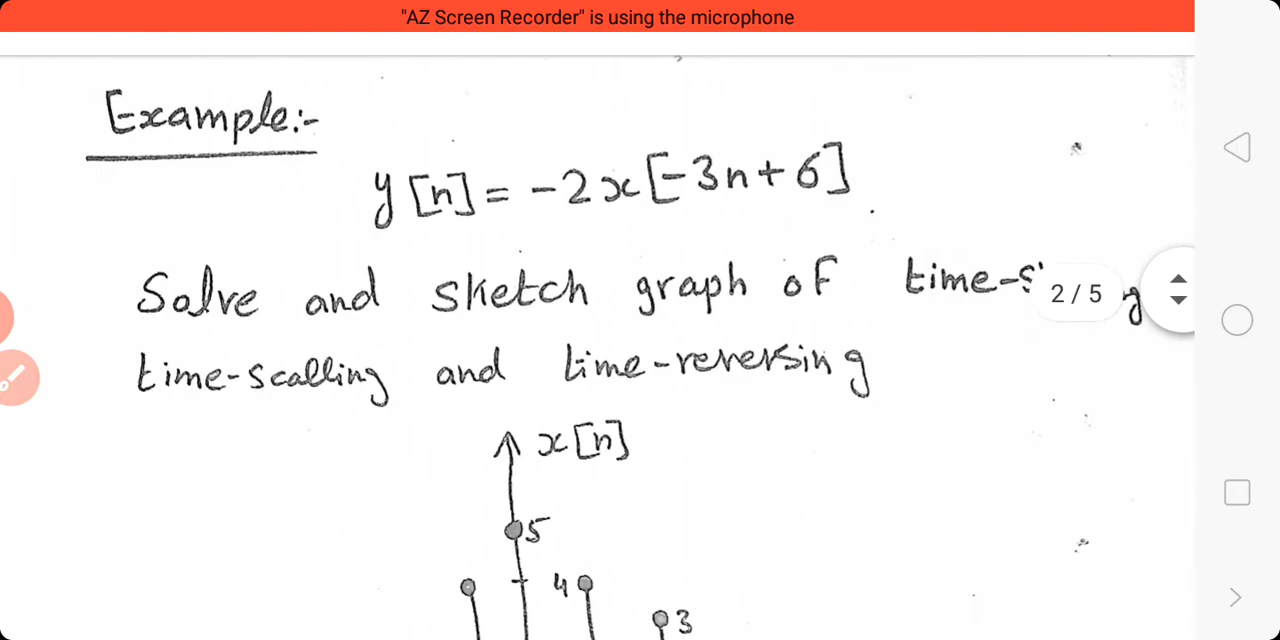 "AZ Screen Recorder" is using the microphone
Example:-
y[n] = -2x[-3n+6]
Solve and sketch graph of
2/5
time-scalling and time-reversing
x[n]
5
4
3